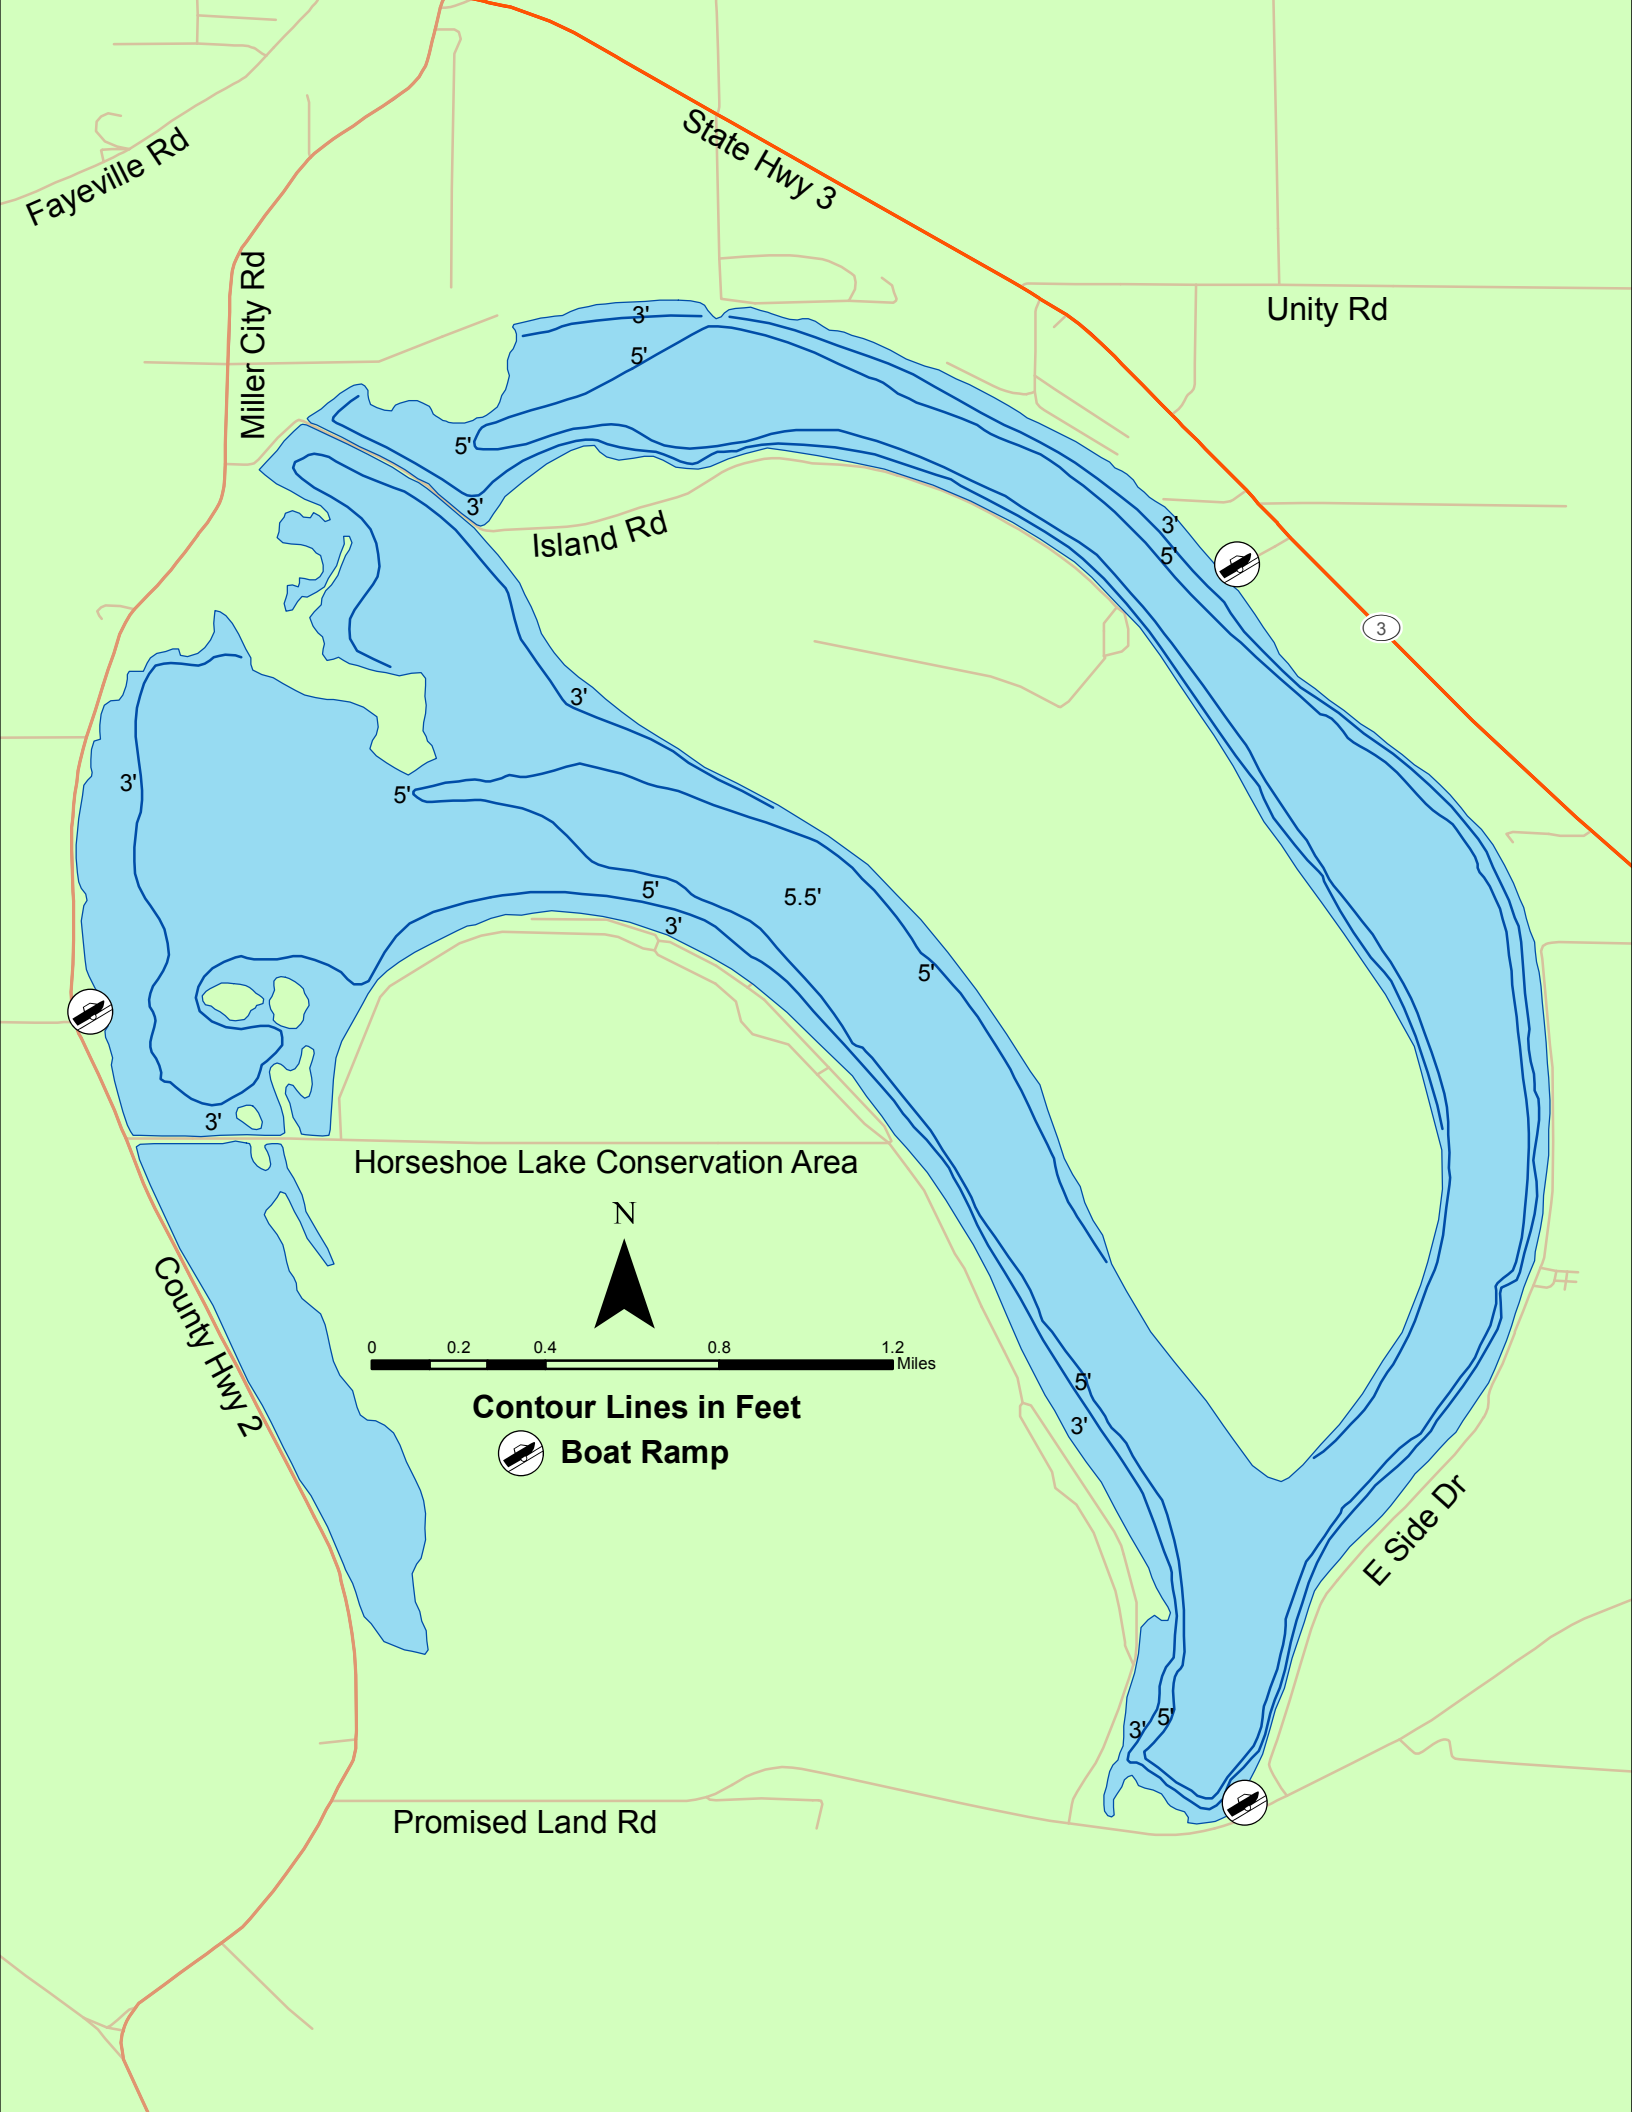 State Hwy 3
Fayeville Rd
Miller City Rd
Unity Rd
3'
5'
5'
3'
Island Rd
3'
5'
3
3'
3'
5'
5'
5.5'
3'
5'
3'
Horseshoe Lake Conservation Area
N
County Hwy 2
0 0.2 0.4 0.8 1.2
Miles
5'
Contour Lines in Feet
3'
Boat Ramp
E Side Dr
5'
3'
Promised Land Rd